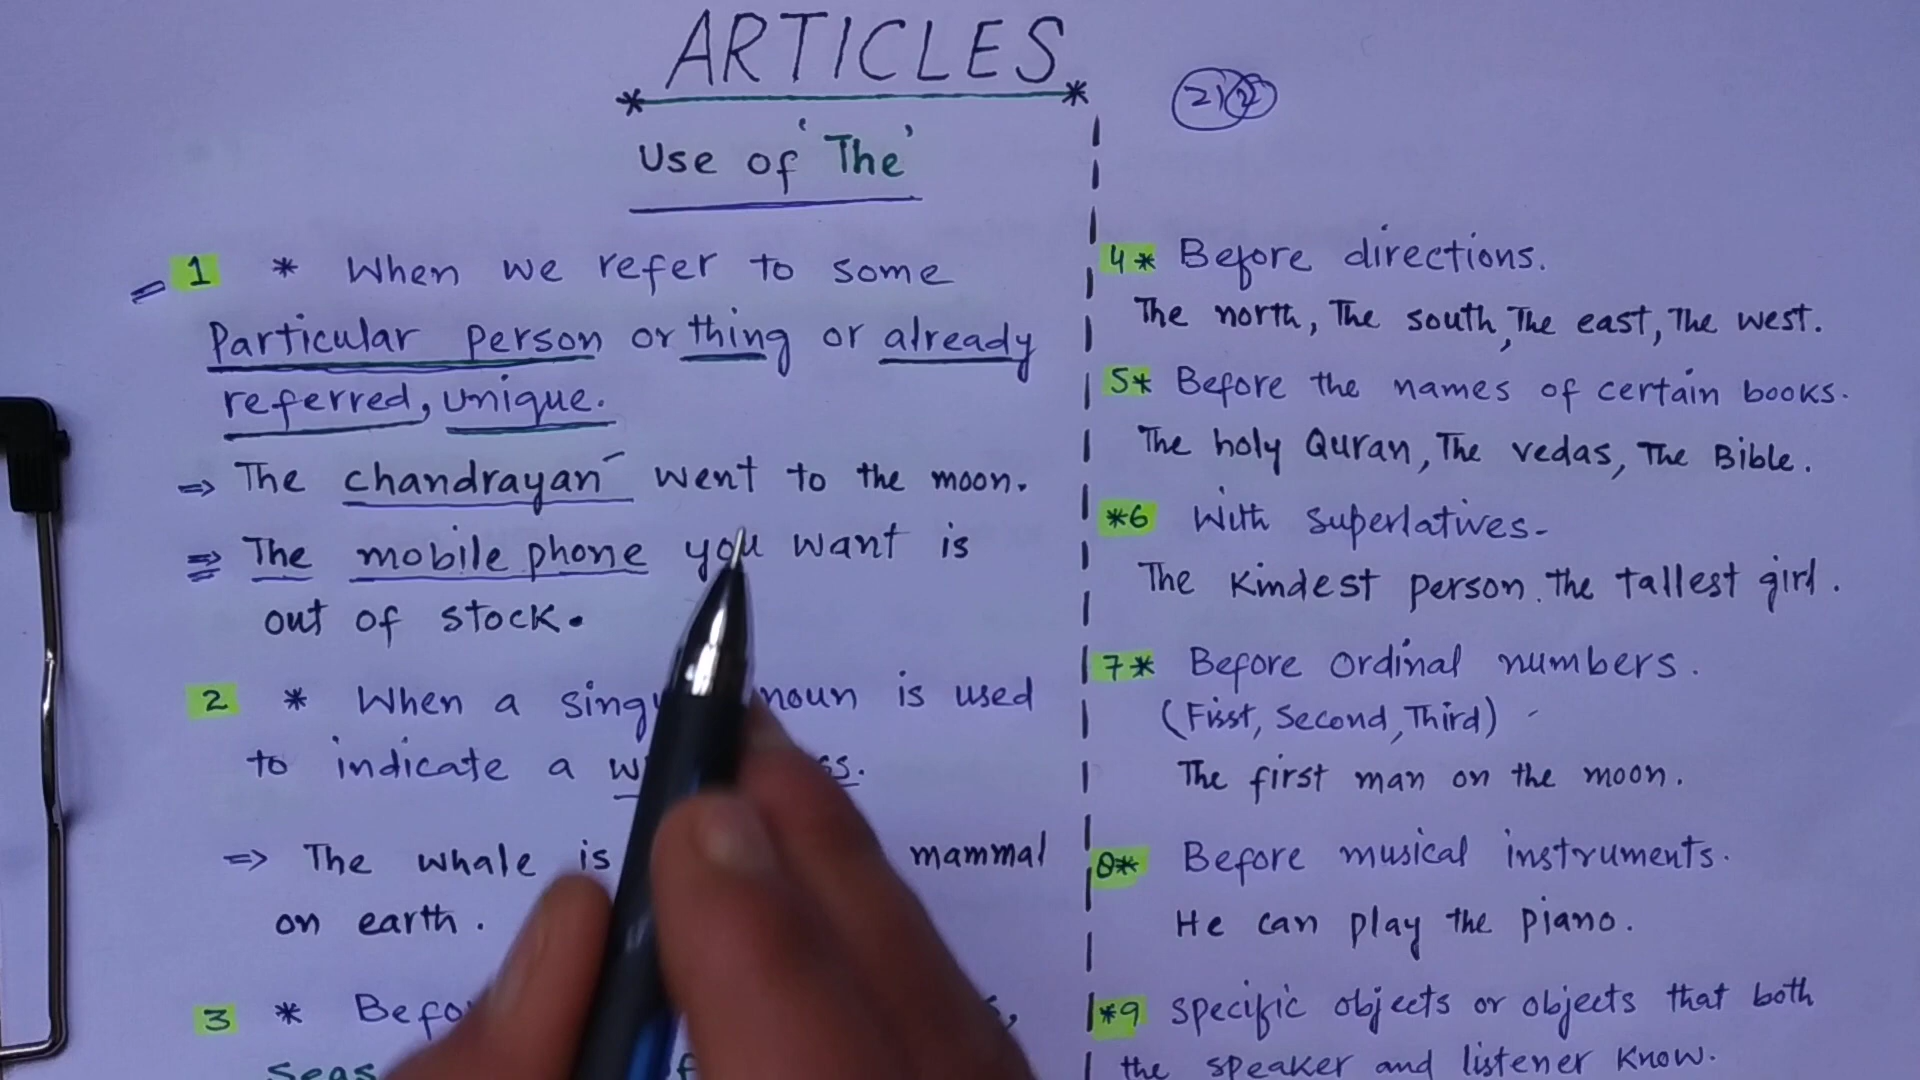 ARTICLES
Use of 'The'
1 * When we refer to some
Particular person or thing or already
referred, unique.
⇒ The chandrayan went to the moon.
⇒ The mobile phone you want is
out of stock.
2 * When a noun is used
to indicate a
⇒ The whale is mammal
on earth.
3 *
4* Before directions.
The north, The south, The east, The west.
5* Before the names of certain books.
The holy Quran, The vedas, The Bible.
*6 With superlatives-
The kindest person. the tallest girl.
7* Before ordinal numbers.
(First, Second, Third)
The first man on the moon.
8* Before musical instruments.
He can play the piano.
*9 specific objects or objects that both
the speaker and listener know.